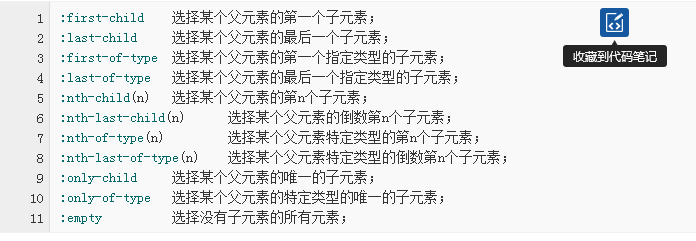 1 :first-child 选择某个父元素的第一个子元素;
2 :last-child 选择某个父元素的最后一个子元素;
3 :first-of-type 选择某个父元素的第一个指定类型的子元素;
4 :last-of-type 选择某个父元素的最后一个指定类型的子元素;
5 :nth-child(n) 选择某个父元素的第n个子元素;
6 :nth-last-child(n) 选择某个父元素的倒数第n个子元素;
7 :nth-of-type(n) 选择某个父元素特定类型的第n个子元素;
8 :nth-last-of-type(n) 选择某个父元素特定类型的倒数第n个子元素;
9 :only-child 选择某个父元素的唯一的子元素;
10 :only-of-type 选择某个父元素的特定类型的唯一的子元素;
11 :empty 选择没有子元素的所有元素;
收藏到代码笔记